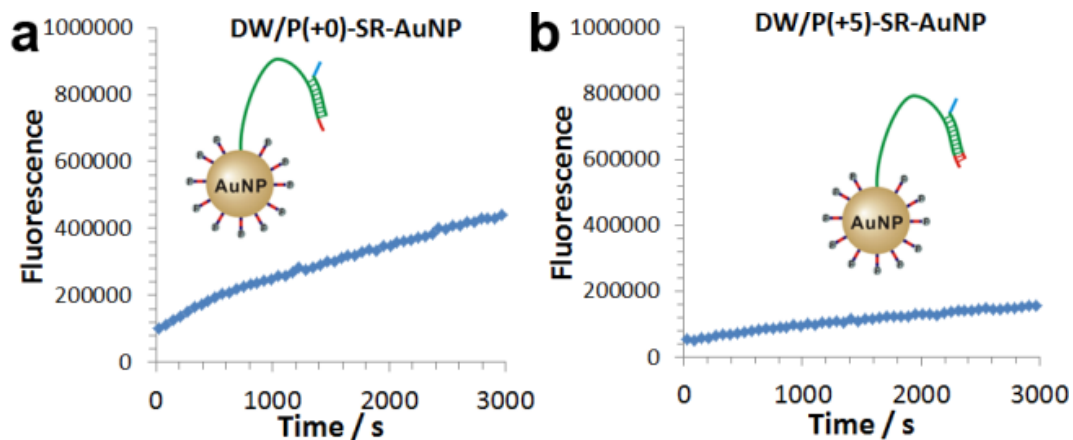 a
DW/P(+0)-SR-AuNP
1000000
800000
600000
400000
200000
0
Fluorescence
AuNP
0 1000 2000 3000
Time / s
b
DW/P(+5)-SR-AuNP
1000000
800000
600000
400000
200000
0
Fluorescence
AuNP
0 1000 2000 3000
Time / s